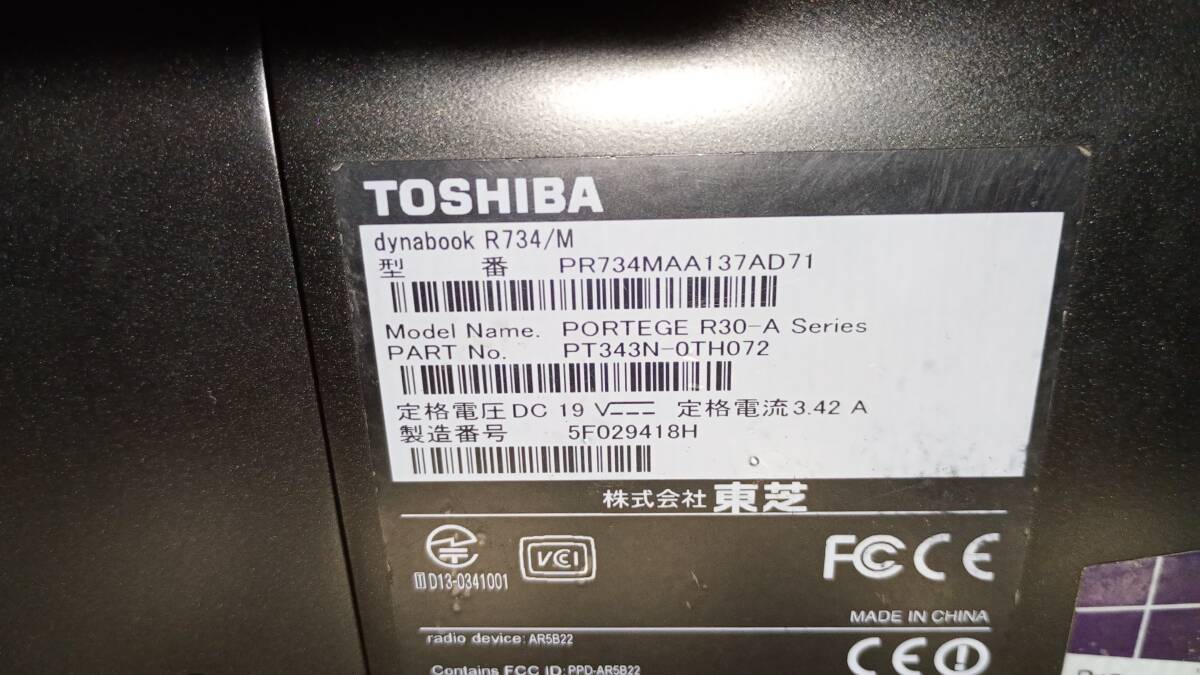 TOSHIBA
dynabook R734/M
型 番 PR734MAA137AD71
Model Name. PORTEGE R30-A Series
PART No. PT343N-0TH072
定格電圧 DC 19 V 定格電流 3.42 A
製造番号 5F029418H
株式会社 東芝
VCCI FC CE
D13-0341001
MADE IN CHINA
radio device: AR5B22
Contains FCC ID: PPD-AR5B22
CE